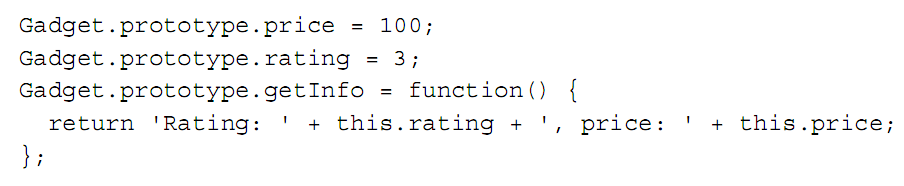 Gadget.prototype.price = 100;
Gadget.prototype.rating = 3;
Gadget.prototype.getInfo = function() {
  return 'Rating: ' + this.rating + ', price: ' + this.price;
};